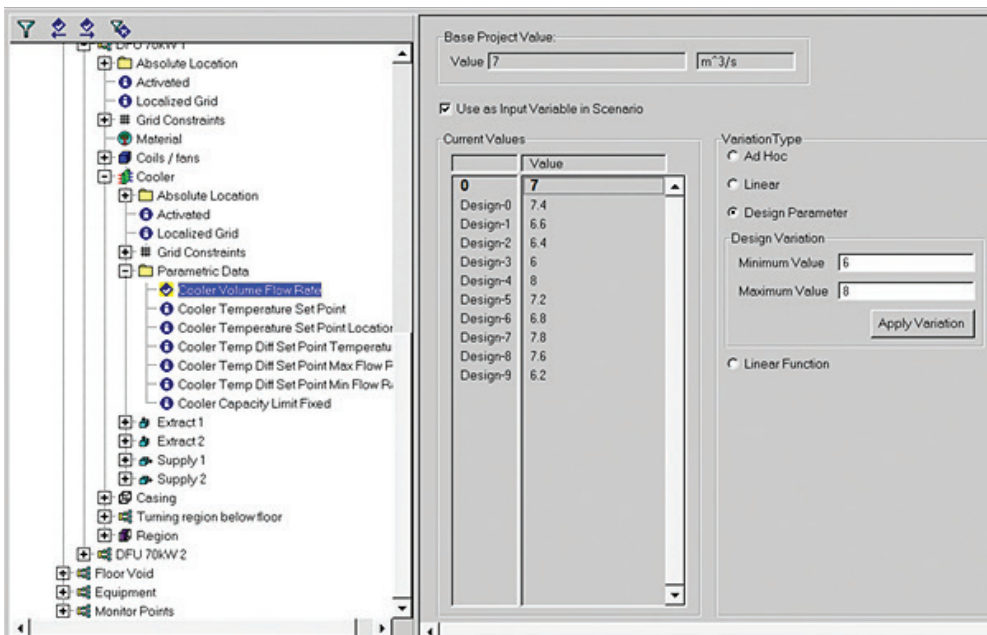 DFU 70kW 1
Absolute Location
Activated
Localized Grid
Grid Constraints
Material
Coils / fans
Cooler
Absolute Location
Activated
Localized Grid
Grid Constraints
Parametric Data
Cooler Volume Flow Rate
Cooler Temperature Set Point
Cooler Temperature Set Point Location
Cooler Temp Diff Set Point Temperatu
Cooler Temp Diff Set Point Max Flow R
Cooler Temp Diff Set Point Min Flow Ra
Cooler Capacity Limit Fixed
Extract 1
Extract 2
Supply 1
Supply 2
Casing
Turning region below floor
Region
DFU 70kW 2
Floor Void
Equipment
Monitor Points
Base Project Value:
Value 7 m^3/s
Use as Input Variable in Scenario
Current Values
Value
0 7
Design-0 7.4
Design-1 6.6
Design-2 6.4
Design-3 6
Design-4 8
Design-5 7.2
Design-6 6.8
Design-7 7.8
Design-8 7.6
Design-9 6.2
VariationType
Ad Hoc
Linear
Design Parameter
Design Variation
Minimum Value 6
Maximum Value 8
Apply Variation
Linear Function